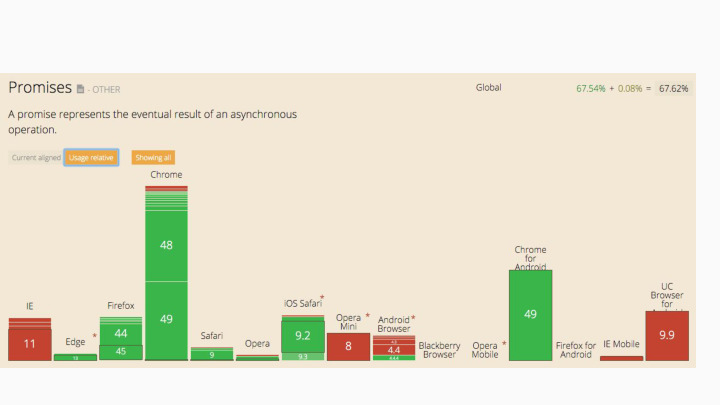 Promises - OTHER
Global
67.54% + 0.08% = 67.62%
A promise represents the eventual result of an asynchronous
operation.
Current aligned Usage relative Showing all
IE
11
Edge *
13
Firefox
44
45
Chrome
48
49
Safari
9
Opera
iOS Safari *
9.2
9.3
Opera *
Mini
8
Android *
Browser
4.4
Blackberry
Browser
Opera *
Mobile
Chrome
for
Android
49
Firefox for
Android
IE Mobile
UC
Browser
for
9.9